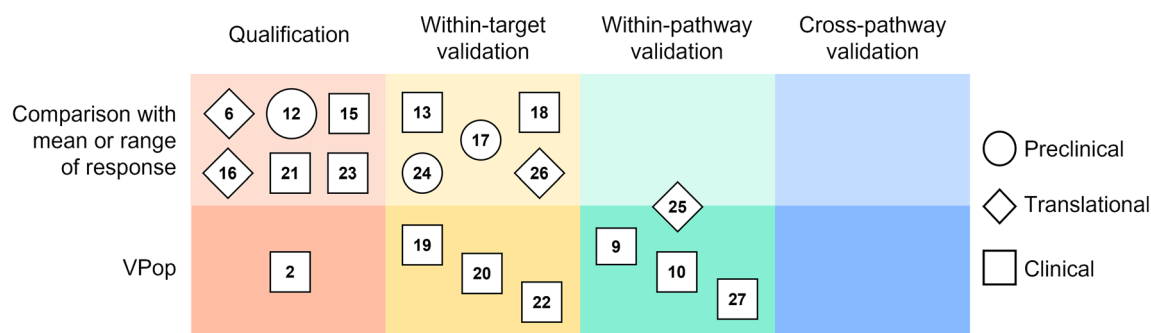 Qualification
Within-target
validation
Within-pathway
validation
Cross-pathway
validation
Comparison with
mean or range
of response
6 12 15 13 18
17
16 21 23 24 26
25
VPop
2 19 20 22 9 10 27
Preclinical
Translational
Clinical